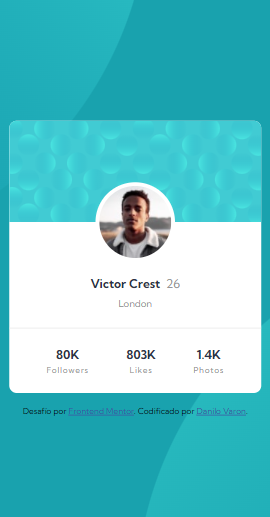 Victor Crest 26
London
80K 803K 1.4K
Followers Likes Photos
Desafio por Frontend Mentor. Codificado por Danilo Varon.